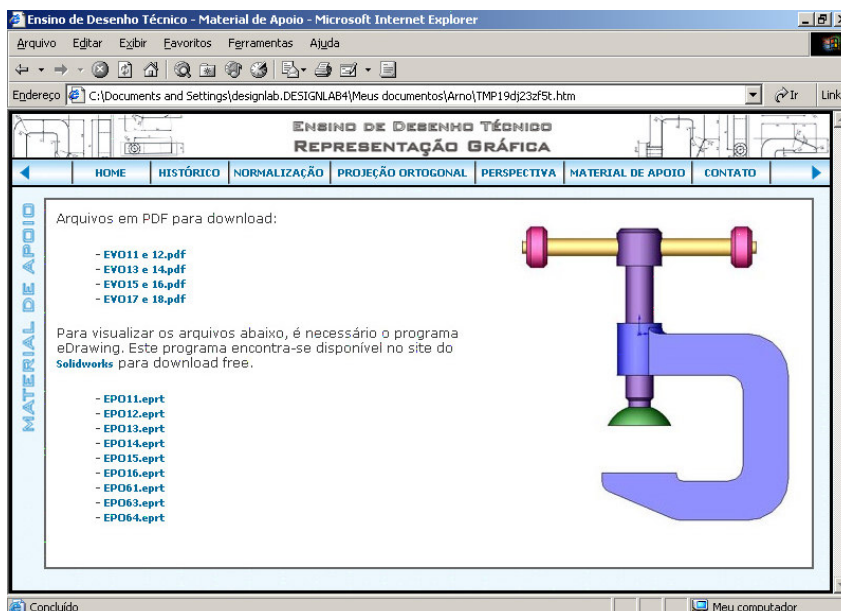 Ensino de Desenho Técnico - Material de Apoio - Microsoft Internet Explorer
Arquivo Editar Exibir Favoritos Ferramentas Ajuda
Endereço C:\Documents and Settings\designlab.DESIGNLAB4\Meus documentos\Arno\TMP19dj23zf5t.htm Ir Link
Ensino de Desenho Técnico
Representação Gráfica
HOME HISTÓRICO NORMALIZAÇÃO PROJEÇÃO ORTOGONAL PERSPECTIVA MATERIAL DE APOIO CONTATO
MATERIAL DE APOIO
Arquivos em PDF para download:
- EVO11 e 12.pdf
- EVO13 e 14.pdf
- EVO15 e 16.pdf
- EVO17 e 18.pdf
Para visualizar os arquivos abaixo, é necessário o programa
eDrawing. Este programa encontra-se disponível no site do
Solidworks para download free.
- EPO11.eprt
- EPO12.eprt
- EPO13.eprt
- EPO14.eprt
- EPO15.eprt
- EPO16.eprt
- EPO61.eprt
- EPO63.eprt
- EPO64.eprt
Concluído Meu computador